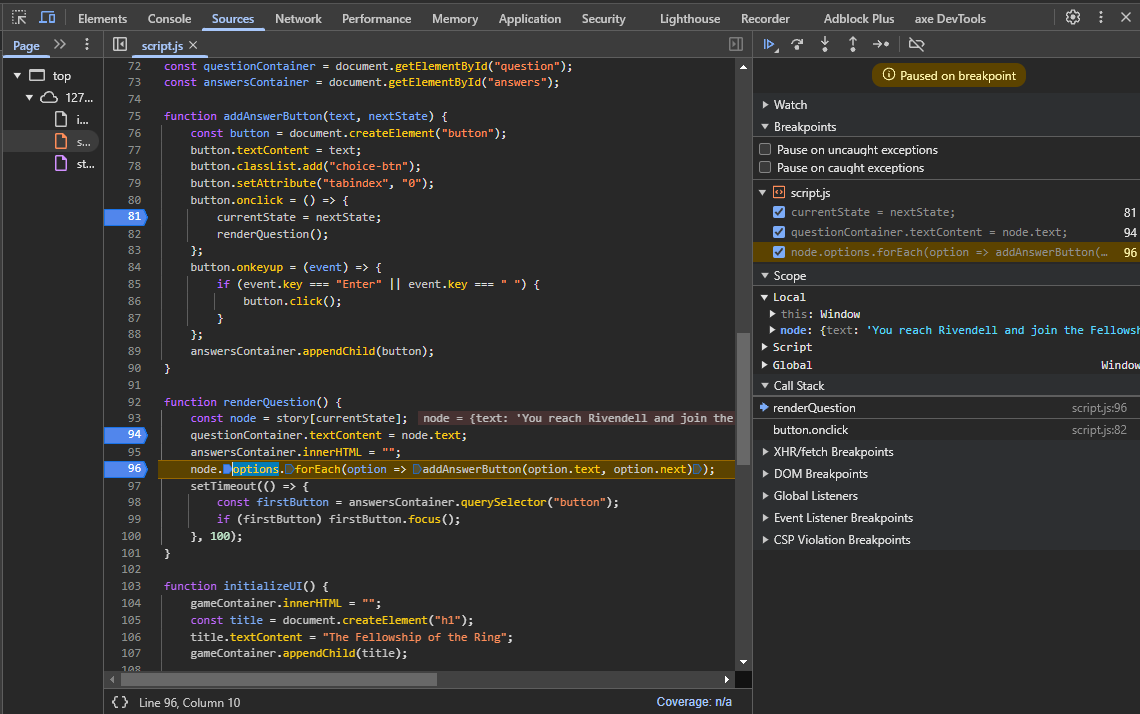 Elements Console Sources Network Performance Memory Application Security Lighthouse Recorder Adblock Plus axe DevTools
Page
script.js
top
127...
i...
s...
st...
72 const questionContainer = document.getElementById("question");
73 const answersContainer = document.getElementById("answers");
74
75 function addAnswerButton(text, nextState) {
76 const button = document.createElement("button");
77 button.textContent = text;
78 button.classList.add("choice-btn");
79 button.setAttribute("tabindex", "0");
80 button.onclick = () => {
81 currentState = nextState;
82 renderQuestion();
83 };
84 button.onkeyup = (event) => {
85 if (event.key === "Enter" || event.key === " ") {
86 button.click();
87 }
88 };
89 answersContainer.appendChild(button);
90 }
91
92 function renderQuestion() {
93 const node = story[currentState]; node = {text: 'You reach Rivendell and join the
94 questionContainer.textContent = node.text;
95 answersContainer.innerHTML = "";
96 node.options.forEach(option => addAnswerButton(option.text, option.next));
97 setTimeout(() => {
98 const firstButton = answersContainer.querySelector("button");
99 if (firstButton) firstButton.focus();
100 }, 100);
101 }
102
103 function initializeUI() {
104 gameContainer.innerHTML = "";
105 const title = document.createElement("h1");
106 title.textContent = "The Fellowship of the Ring";
107 gameContainer.appendChild(title);
108
{} Line 96, Column 10
Coverage: n/a
Paused on breakpoint
Watch
Breakpoints
Pause on uncaught exceptions
Pause on caught exceptions
script.js
currentState = nextState; 81
questionContainer.textContent = node.text; 94
node.options.forEach(option => addAnswerButton(… 96
Scope
Local
this: Window
node: {text: 'You reach Rivendell and join the Fellowsh
Script
Global Window
Call Stack
renderQuestion script.js:96
button.onclick script.js:82
XHR/fetch Breakpoints
DOM Breakpoints
Global Listeners
Event Listener Breakpoints
CSP Violation Breakpoints